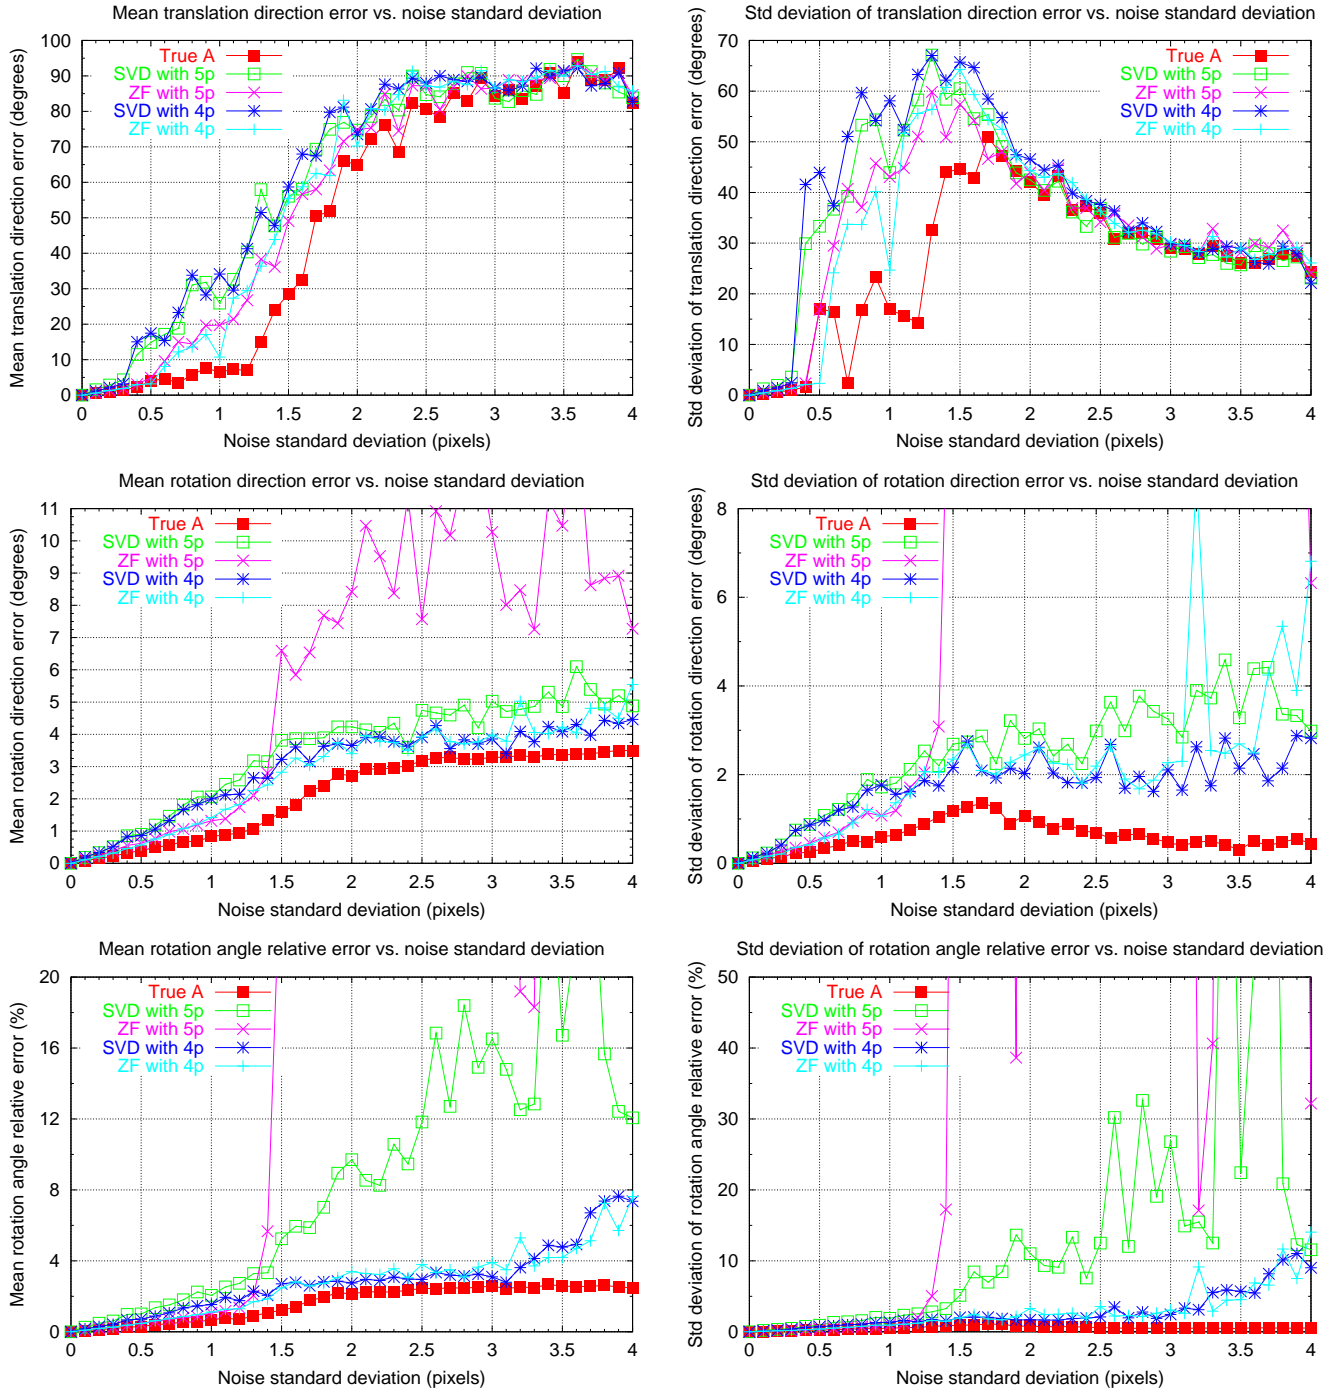 Mean translation direction error vs. noise standard deviation
Mean translation direction error (degrees)
100
90
80
70
60
50
40
30
20
10
0
True A
SVD with 5p
ZF with 5p
SVD with 4p
ZF with 4p
0 0.5 1 1.5 2 2.5 3 3.5 4
Noise standard deviation (pixels)
Std deviation of translation direction error vs. noise standard deviation
Std deviation of translation direction error (degrees)
70
60
50
40
30
20
10
0
True A
SVD with 5p
ZF with 5p
SVD with 4p
ZF with 4p
0 0.5 1 1.5 2 2.5 3 3.5 4
Noise standard deviation (pixels)
Mean rotation direction error vs. noise standard deviation
Mean rotation direction error (degrees)
11
10
9
8
7
6
5
4
3
2
1
0
True A
SVD with 5p
ZF with 5p
SVD with 4p
ZF with 4p
0 0.5 1 1.5 2 2.5 3 3.5 4
Noise standard deviation (pixels)
Std deviation of rotation direction error vs. noise standard deviation
Std deviation of rotation direction error (degrees)
8
6
4
2
0
True A
SVD with 5p
ZF with 5p
SVD with 4p
ZF with 4p
0 0.5 1 1.5 2 2.5 3 3.5 4
Noise standard deviation (pixels)
Mean rotation angle relative error vs. noise standard deviation
Mean rotation angle relative error (%)
20
16
12
8
4
0
True A
SVD with 5p
ZF with 5p
SVD with 4p
ZF with 4p
0 0.5 1 1.5 2 2.5 3 3.5 4
Noise standard deviation (pixels)
Std deviation of rotation angle relative error vs. noise standard deviation
Std deviation of rotation angle relative error (%)
50
40
30
20
10
0
True A
SVD with 5p
ZF with 5p
SVD with 4p
ZF with 4p
0 0.5 1 1.5 2 2.5 3 3.5 4
Noise standard deviation (pixels)